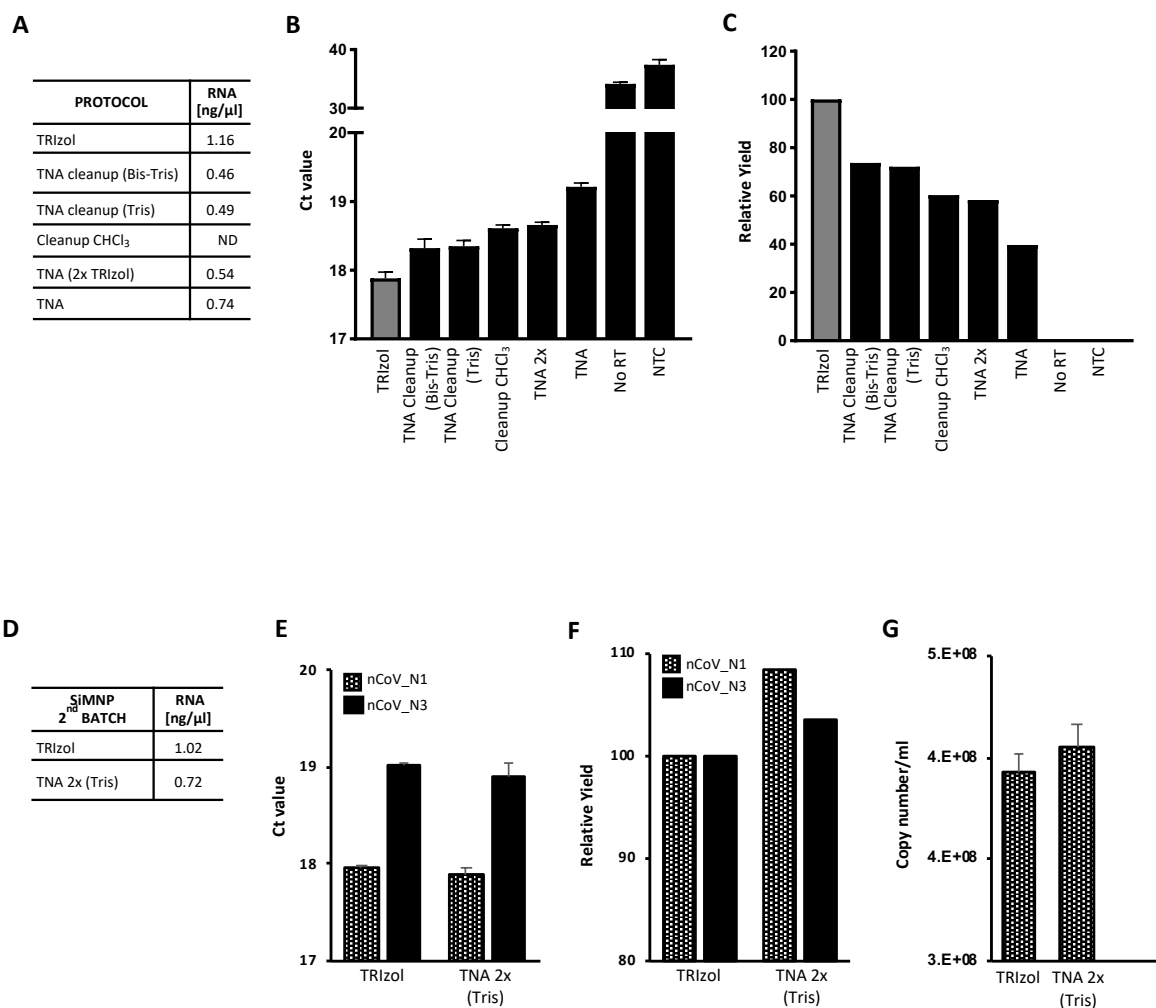 A
PROTOCOL
RNA
[ng/µl]
TRIzol 1.16
TNA cleanup (Bis-Tris) 0.46
TNA cleanup (Tris) 0.49
Cleanup CHCl₃ ND
TNA (2x TRIzol) 0.54
TNA 0.74
B
Ct value
40
30
20
19
18
17
TRIzol
TNA Cleanup
(Bis-Tris)
TNA Cleanup
(Tris)
Cleanup CHCl₃
TNA 2x
TNA
No RT
NTC
C
Relative Yield
120
100
80
60
40
20
0
TRIzol
TNA Cleanup
(Bis-Tris)
TNA Cleanup
(Tris)
Cleanup CHCl₃
TNA 2x
TNA
No RT
NTC
D
SiMNP
2nd BATCH
RNA
[ng/µl]
TRIzol 1.02
TNA 2x (Tris) 0.72
E
Ct value
20
19
18
17
nCoV_N1
nCoV_N3
TRIzol
TNA 2x
(Tris)
F
Relative Yield
110
100
90
80
nCoV_N1
nCoV_N3
TRIzol
TNA 2x
(Tris)
G
Copy number/ml
5.E+08
4.E+08
4.E+08
3.E+08
TRIzol
TNA 2x
(Tris)